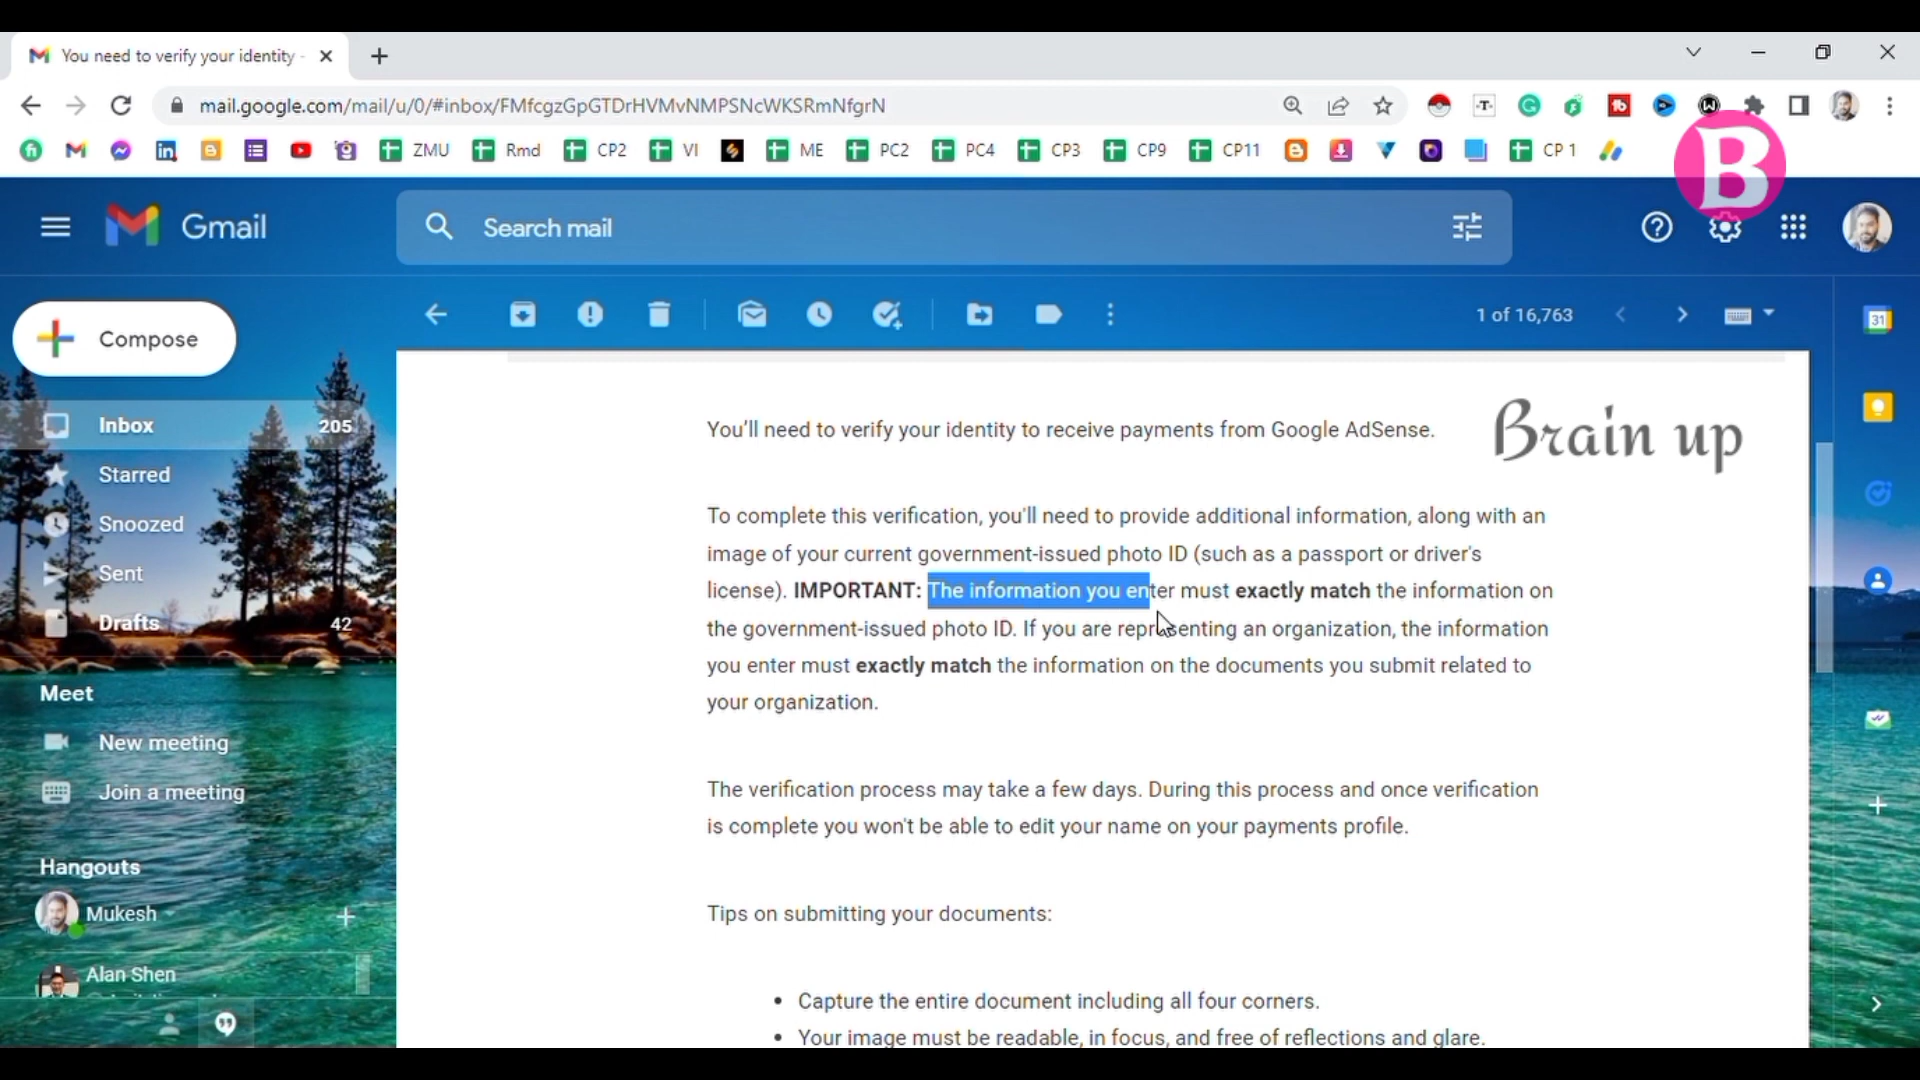 You need to verify your identity -
mail.google.com/mail/u/0/#inbox/FMfcgzGpGTDrHVMvNMPSNcWKSRmNfgrN
ZMU Rmd CP2 VI ME PC2 PC4 CP3 CP9 CP11 CP 1
B
Gmail
Search mail
Compose
1 of 16,763
31
Inbox 205
Starred
Snoozed
Sent
Drafts 42
Meet
New meeting
Join a meeting
Hangouts
Mukesh
Alan Shen
Brain up
You'll need to verify your identity to receive payments from Google AdSense.
To complete this verification, you'll need to provide additional information, along with an
image of your current government-issued photo ID (such as a passport or driver's
license). IMPORTANT: The information you enter must exactly match the information on
the government-issued photo ID. If you are representing an organization, the information
you enter must exactly match the information on the documents you submit related to
your organization.
The verification process may take a few days. During this process and once verification
is complete you won't be able to edit your name on your payments profile.
Tips on submitting your documents:
• Capture the entire document including all four corners.
• Your image must be readable, in focus, and free of reflections and glare.